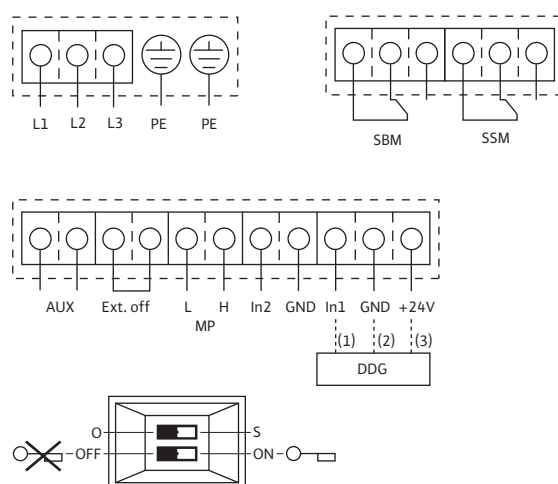 L1 L2 L3 PE PE
SBM SSM
AUX Ext. off L H In2 GND In1 GND +24V
MP
(1) (2) (3)
DDG
O S
OFF ON